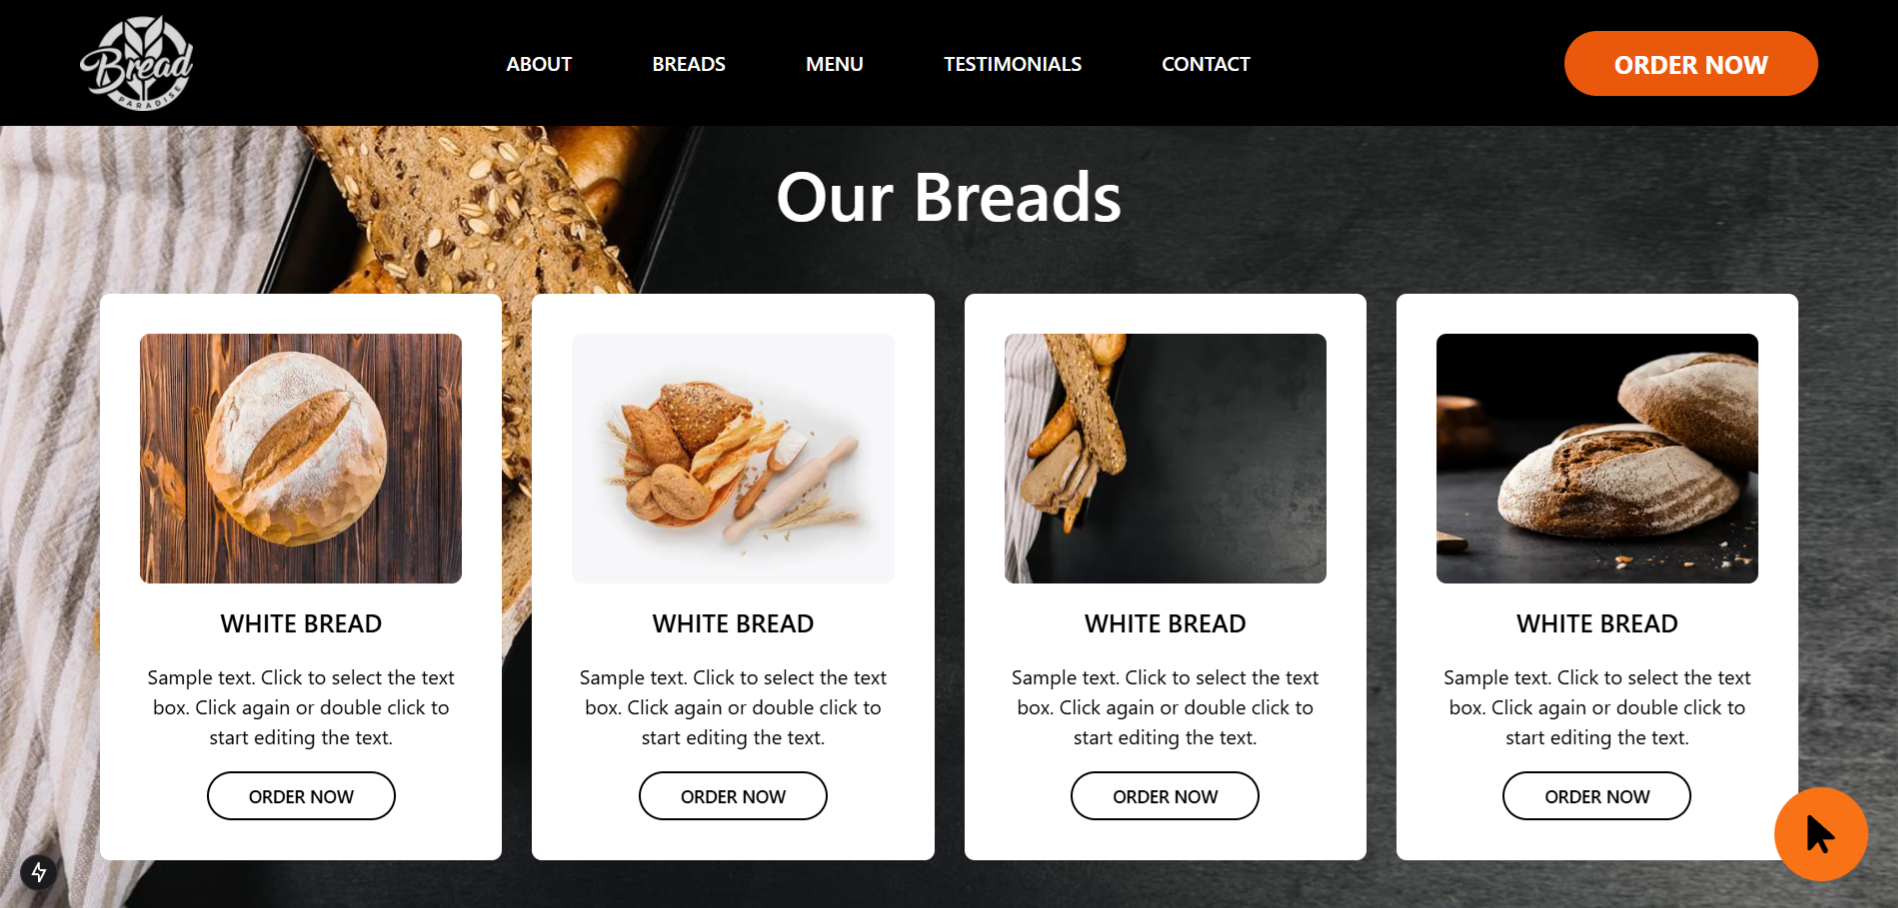 Bread
PARADISE
ABOUT
BREADS
MENU
TESTIMONIALS
CONTACT
ORDER NOW
Our Breads
WHITE BREAD
Sample text. Click to select the text
box. Click again or double click to
start editing the text.
ORDER NOW
WHITE BREAD
Sample text. Click to select the text
box. Click again or double click to
start editing the text.
ORDER NOW
WHITE BREAD
Sample text. Click to select the text
box. Click again or double click to
start editing the text.
ORDER NOW
WHITE BREAD
Sample text. Click to select the text
box. Click again or double click to
start editing the text.
ORDER NOW